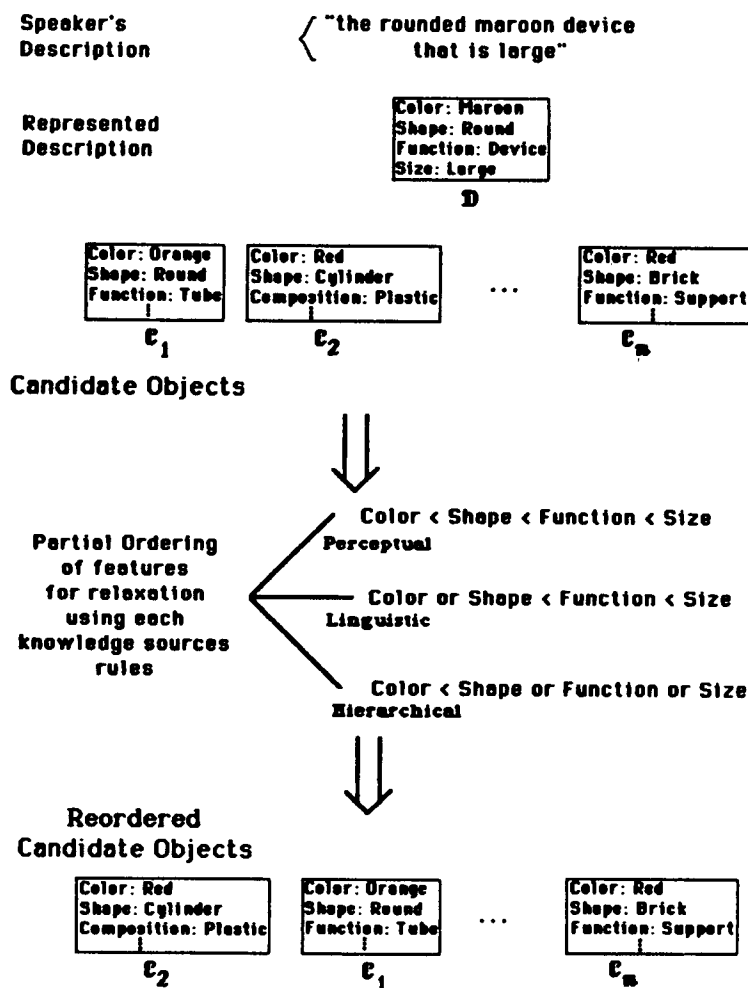 Speaker's
Description
"the rounded maroon device
that is large"
Represented
Description
Color: Maroon
Shape: Round
Function: Device
Size: Large
D
Color: Orange
Shape: Round
Function: Tube
C1
Color: Red
Shape: Cylinder
Composition: Plastic
C2
...
Color: Red
Shape: Brick
Function: Support
Cn
Candidate Objects
Partial Ordering
of features
for relaxation
using each
knowledge sources
rules
Color < Shape < Function < Size
Perceptual
Color or Shape < Function < Size
Linguistic
Color < Shape or Function or Size
Hierarchical
Reordered
Candidate Objects
Color: Red
Shape: Cylinder
Composition: Plastic
C2
Color: Orange
Shape: Round
Function: Tube
C1
...
Color: Red
Shape: Brick
Function: Support
Cn